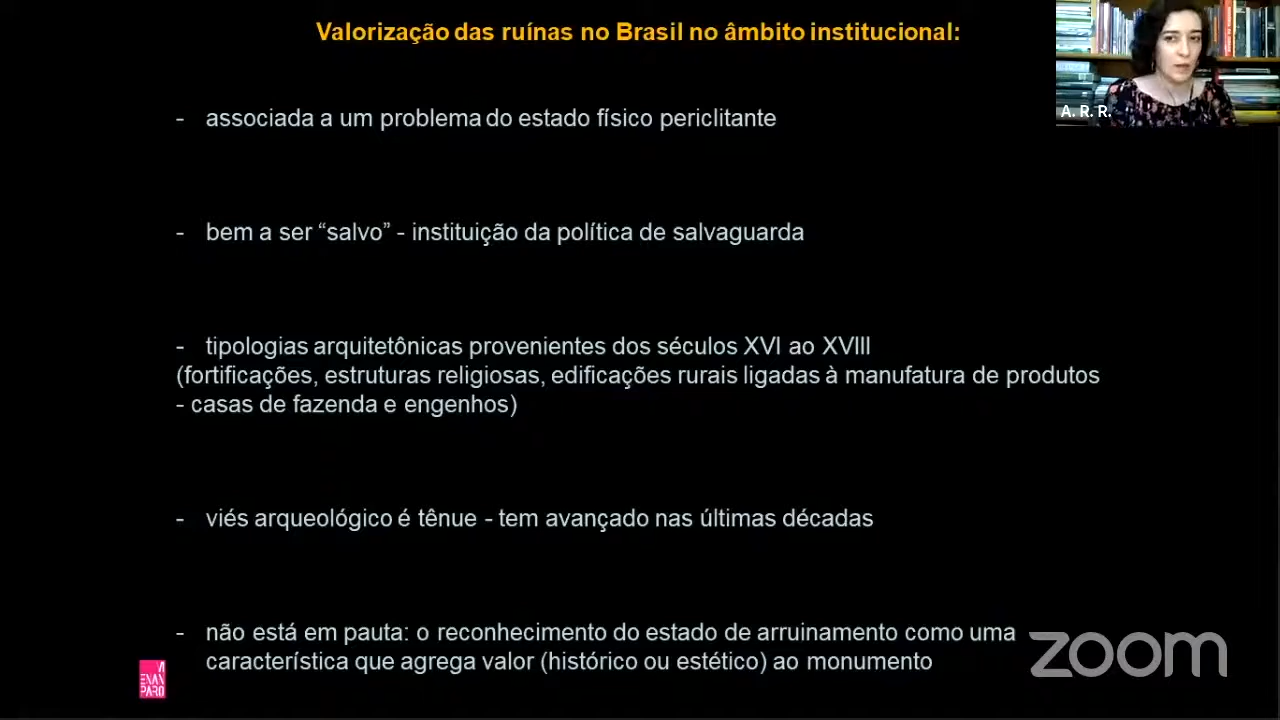 Valorização das ruínas no Brasil no âmbito institucional:
A. R. R.
- associada a um problema do estado físico periclitante
- bem a ser “salvo” - instituição da política de salvaguarda
- tipologias arquitetônicas provenientes dos séculos XVI ao XVIII
(fortificações, estruturas religiosas, edificações rurais ligadas à manufatura de produtos
- casas de fazenda e engenhos)
- viés arqueológico é tênue - tem avançado nas últimas décadas
- não está em pauta: o reconhecimento do estado de arruinamento como uma
característica que agrega valor (histórico ou estético) ao monumento
VI
ENAN
PARQ
zoom